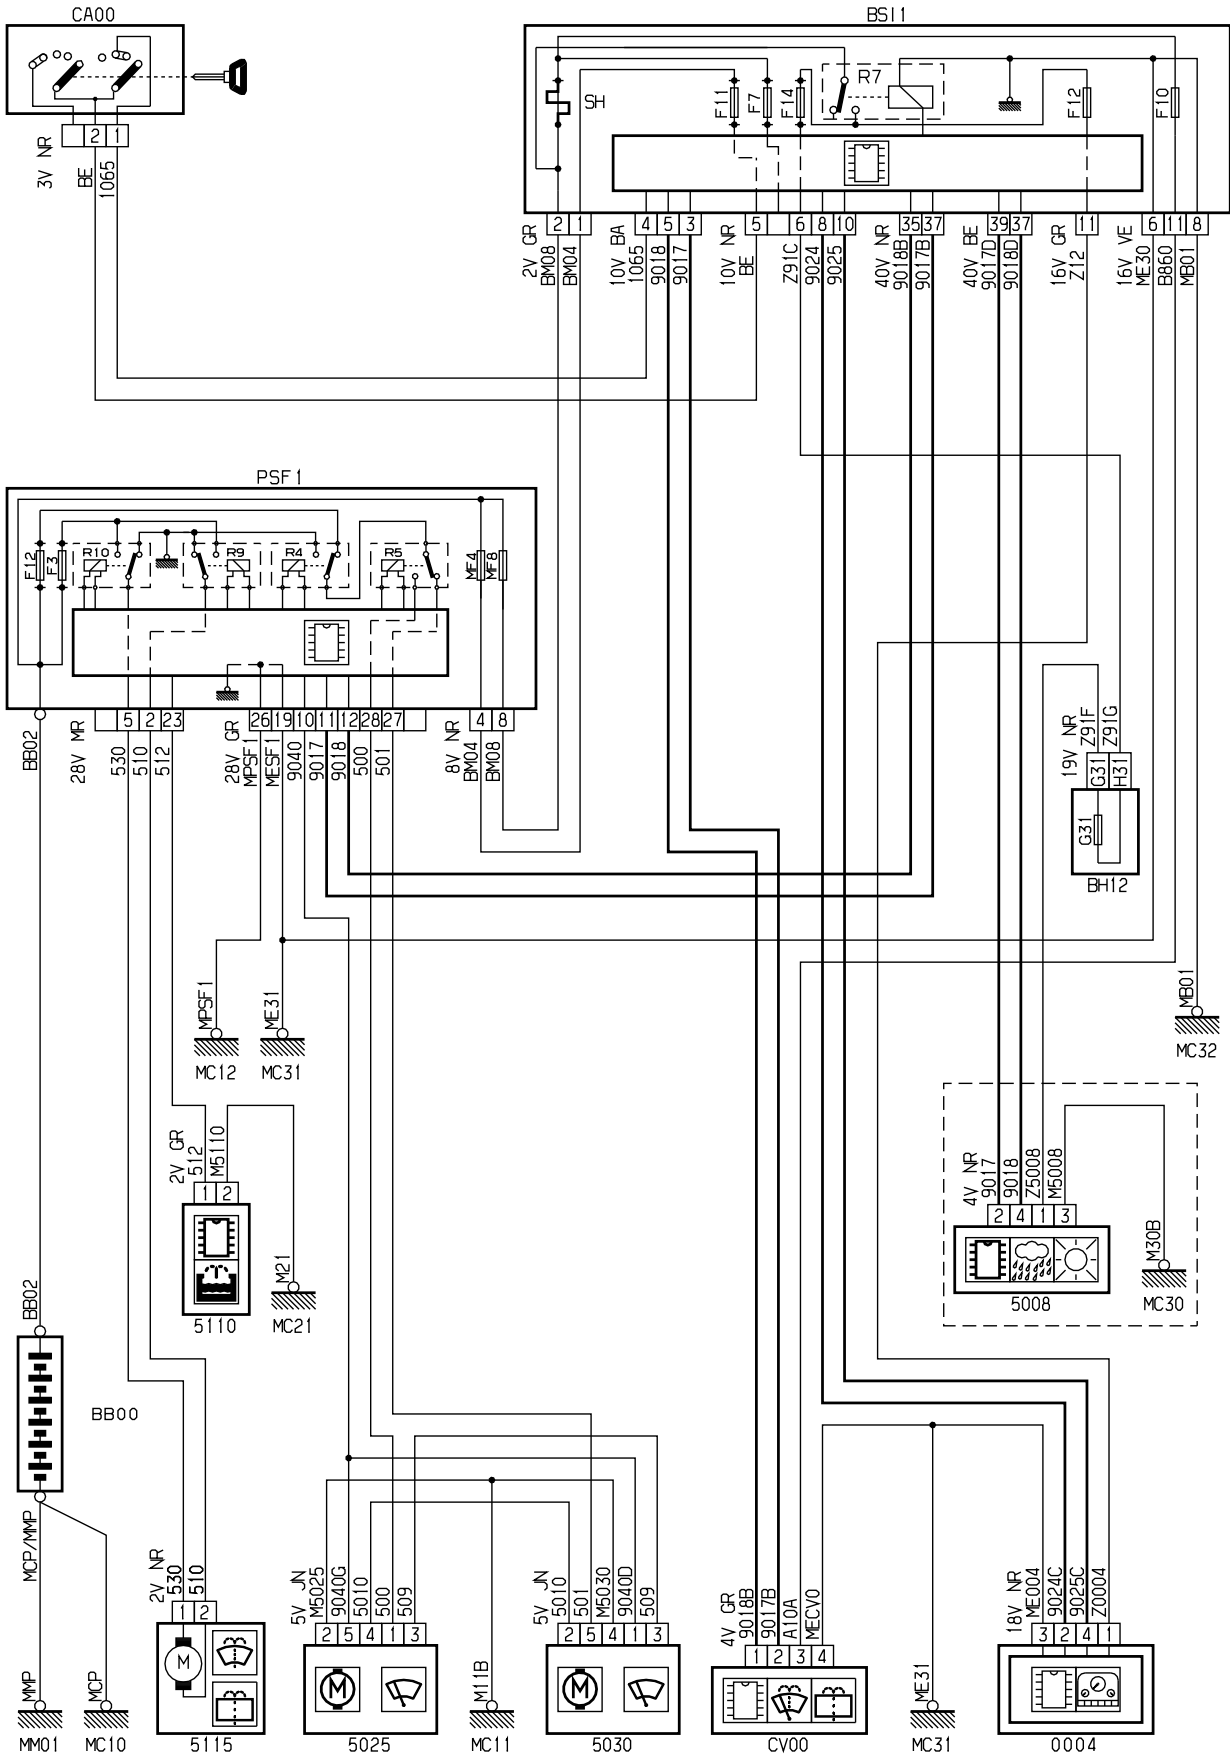 CA00
BSI1
R7
SH
F11
F7
F14
F12
F10
2 1
3V NR
BE
1065
2 1
4 5 3
5
6 8 10
35 37
39 37
11
6 11 8
2V GR
BM08
BM04
10V BA
1065
9018
9017
10V NR
BE
Z91C
9024
9025
40V NR
9018B
9017B
40V BE
9017D
9018D
16V GR
Z12
16V VE
ME30
B860
MB01
PSF1
F12
F3
R10
R9
R4
R5
MF4
MF8
5 2 23
26 19 10 11 12 28 27
4 8
BB02
28V MR
530
510
512
28V GR
MPSF1
MESF1
9040
9017
9018
500
501
8V NR
BM04
BM08
19V NR
Z91F
Z91G
G31
H31
G31
BH12
MPSF1
ME31
MC12
MC31
MB01
MC32
2V GR
512
M5110
1 2
M21
5110
MC21
4V NR
9017
9018
Z5008
M5008
2 4 1 3
M30B
5008
MC30
BB02
BB00
MCP/MMP
MMP
MCP
MM01
MC10
2V NR
530
510
1 2
M
5115
5V JN
M5025
9040G
5010
500
509
2 5 4 1 3
M
5025
M11B
MC11
5V JN
5010
501
M5030
9040D
509
2 5 4 1 3
M
5030
4V GR
9018B
9017B
A10A
MECV0
1 2 3 4
CV00
ME31
MC31
18V NR
ME004
9024C
9025C
Z0004
3 2 4 1
0004